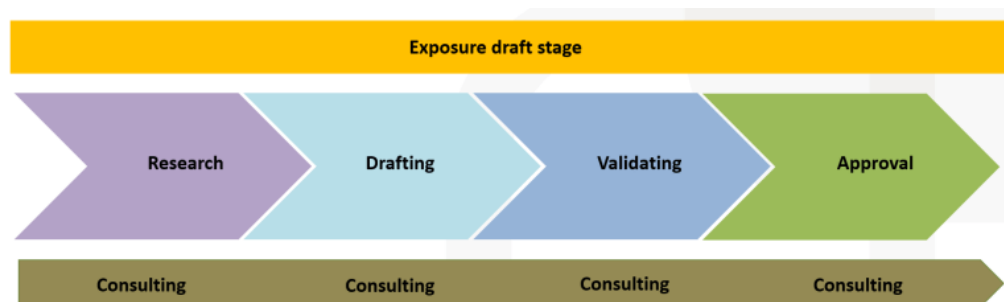 Exposure draft stage
Research Drafting Validating Approval
Consulting Consulting Consulting Consulting